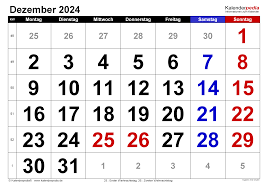 Dezember 2024
Kalenderpedia
Montag Dienstag Mittwoch Donnerstag Freitag Samstag Sonntag
48 25 26 27 28 29 30 1
49 2 3 4 5 6 7 8
50 9 10 11 12 13 14 15
51 16 17 18 19 20 21 22
52 23 24 25 26 27 28 29
1 30 31 1 2 3 4 5